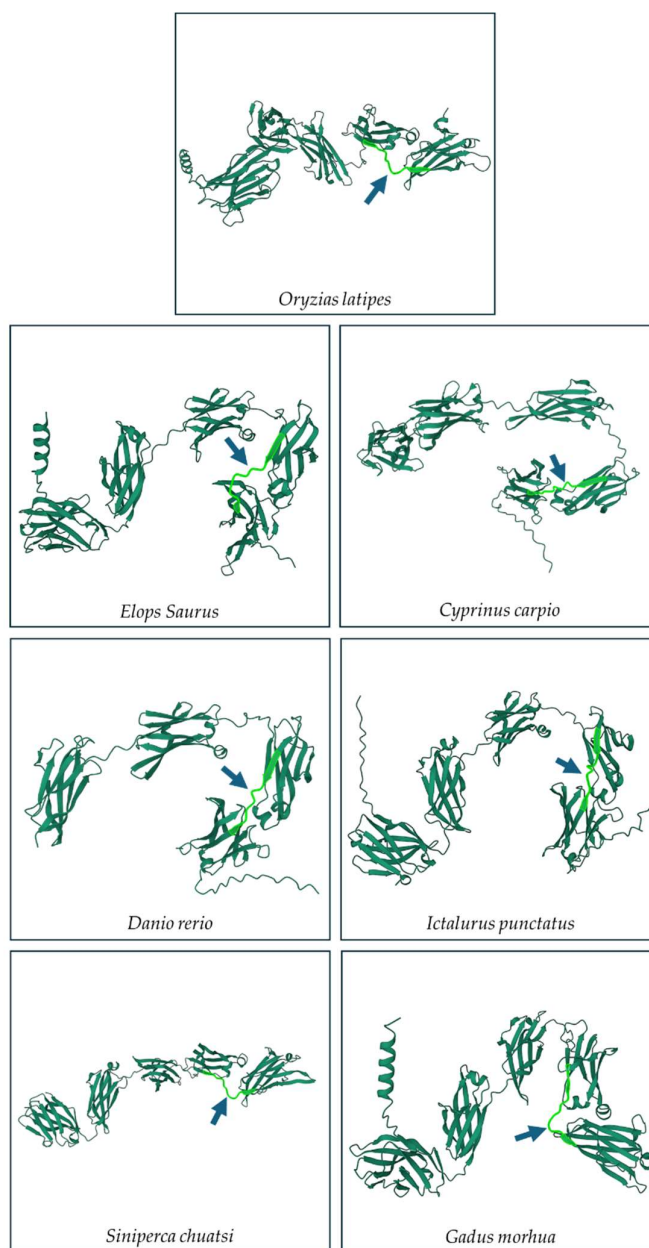 Oryzias latipes
Elops Saurus
Cyprinus carpio
Danio rerio
Ictalurus punctatus
Siniperca chuatsi
Gadus morhua